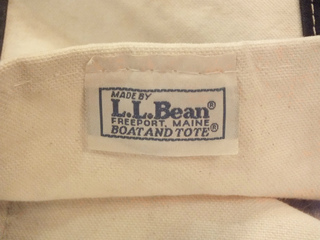 MADE BY
L.L.Bean®
FREEPORT, MAINE
BOAT AND TOTE®